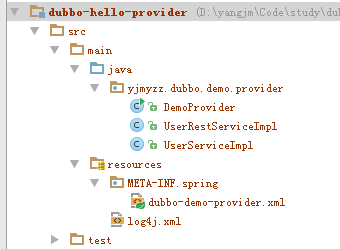 dubbo-hello-provider (D:\yangjm\Code\study\du
src
main
java
yjmyzz.dubbo.demo.provider
DemoProvider
UserRestServiceImpl
UserServiceImpl
resources
META-INF.spring
dubbo-demo-provider.xml
log4j.xml
test